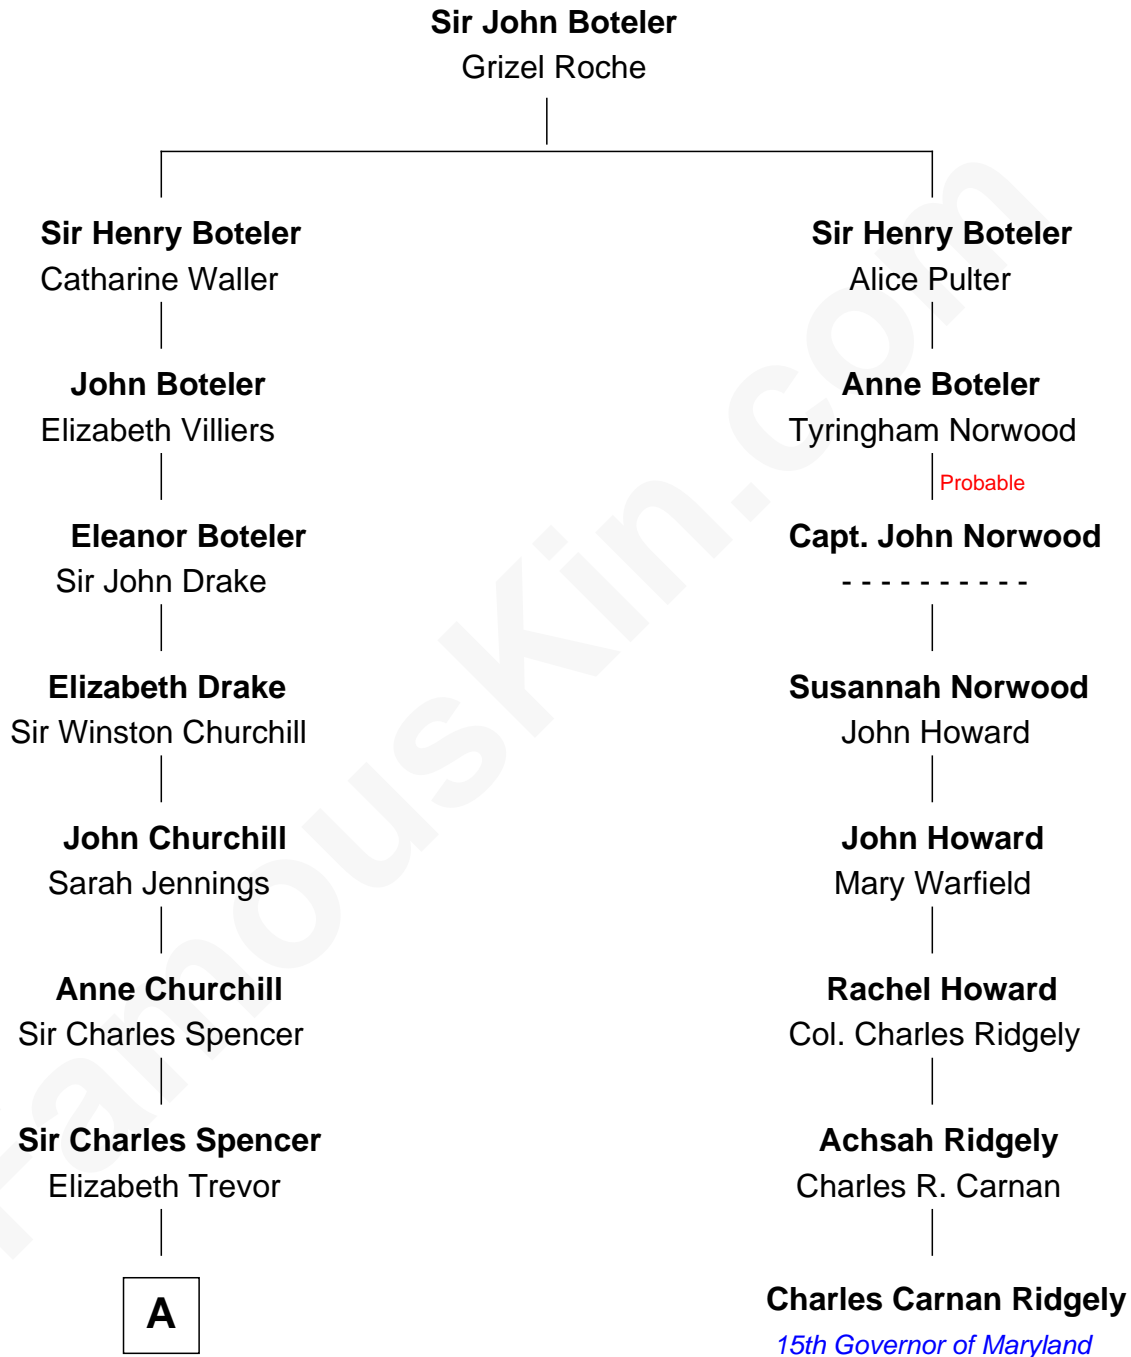 Sir John Boteler
Grizel Roche
Sir Henry Boteler
Catharine Waller
John Boteler
Elizabeth Villiers
Eleanor Boteler
Sir John Drake
Elizabeth Drake
Sir Winston Churchill
John Churchill
Sarah Jennings
Anne Churchill
Sir Charles Spencer
Sir Charles Spencer
Elizabeth Trevor
A
Sir Henry Boteler
Alice Pulter
Anne Boteler
Tyringham Norwood
Probable
Capt. John Norwood
- - - - - - - - - -
Susannah Norwood
John Howard
John Howard
Mary Warfield
Rachel Howard
Col. Charles Ridgely
Achsah Ridgely
Charles R. Carnan
Charles Carnan Ridgely
15th Governor of Maryland
FamousKin.com